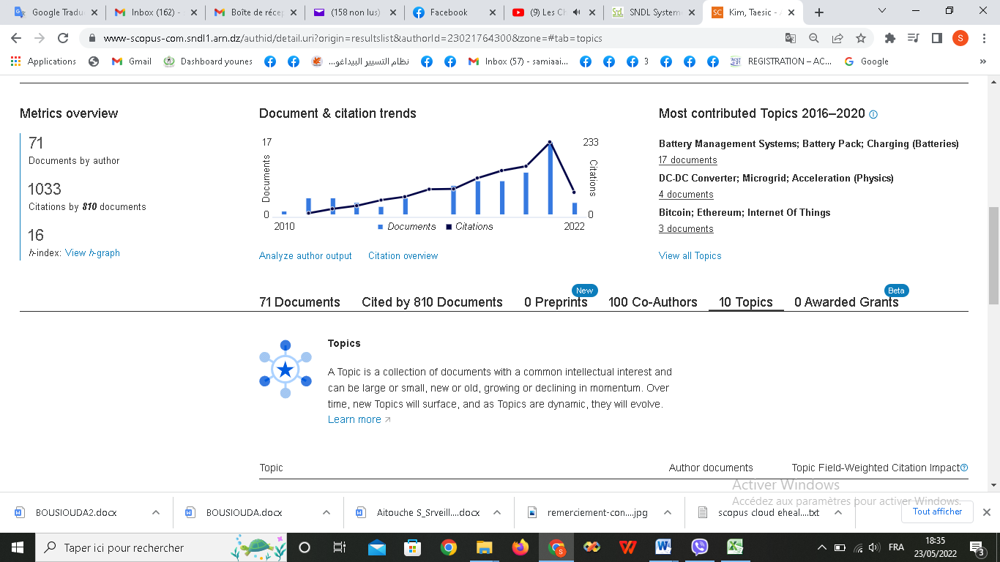 Google Tradu
Inbox (162) -
Boîte de récep
(158 non lus)
Facebook
(9) Les Ch
SNDL System
Kim, Taesic - A
www-scopus-com.sndl1.arn.dz/authid/detail.uri?origin=resultslist&authorId=23021764300&zone=#tab=topics
S
Applications
Gmail
Dashboard younes
نظام التسيير البيداغو...
Inbox (57) - samiaai...
3
REGISTRATION – AC...
Google
»
Metrics overview
71
Documents by author
1033
Citations by 810 documents
16
h-index: View h-graph
Document & citation trends
17
233
Documents
Citations
0
0
2010
Documents
Citations
2022
Analyze author output
Citation overview
Most contributed Topics 2016–2020
Battery Management Systems; Battery Pack; Charging (Batteries)
17 documents
DC-DC Converter; Microgrid; Acceleration (Physics)
4 documents
Bitcoin; Ethereum; Internet Of Things
3 documents
View all Topics
New
Beta
71 Documents
Cited by 810 Documents
0 Preprints
100 Co-Authors
10 Topics
0 Awarded Grants
Topics
A Topic is a collection of documents with a common intellectual interest and
can be large or small, new or old, growing or declining in momentum. Over
time, new Topics will surface, and as Topics are dynamic, they will evolve.
Learn more
Topic
Author documents
Topic Field-Weighted Citation Impact
Activer Windows
Accédez aux paramètres pour activer Windows.
BOUSIOUDA2.docx
BOUSIOUDA.docx
Aitouche S_Srveill....docx
remerciement-con....jpg
scopus cloud eheal....txt
Tout afficher
Taper ici pour rechercher
FRA
18:35
23/05/2022
3